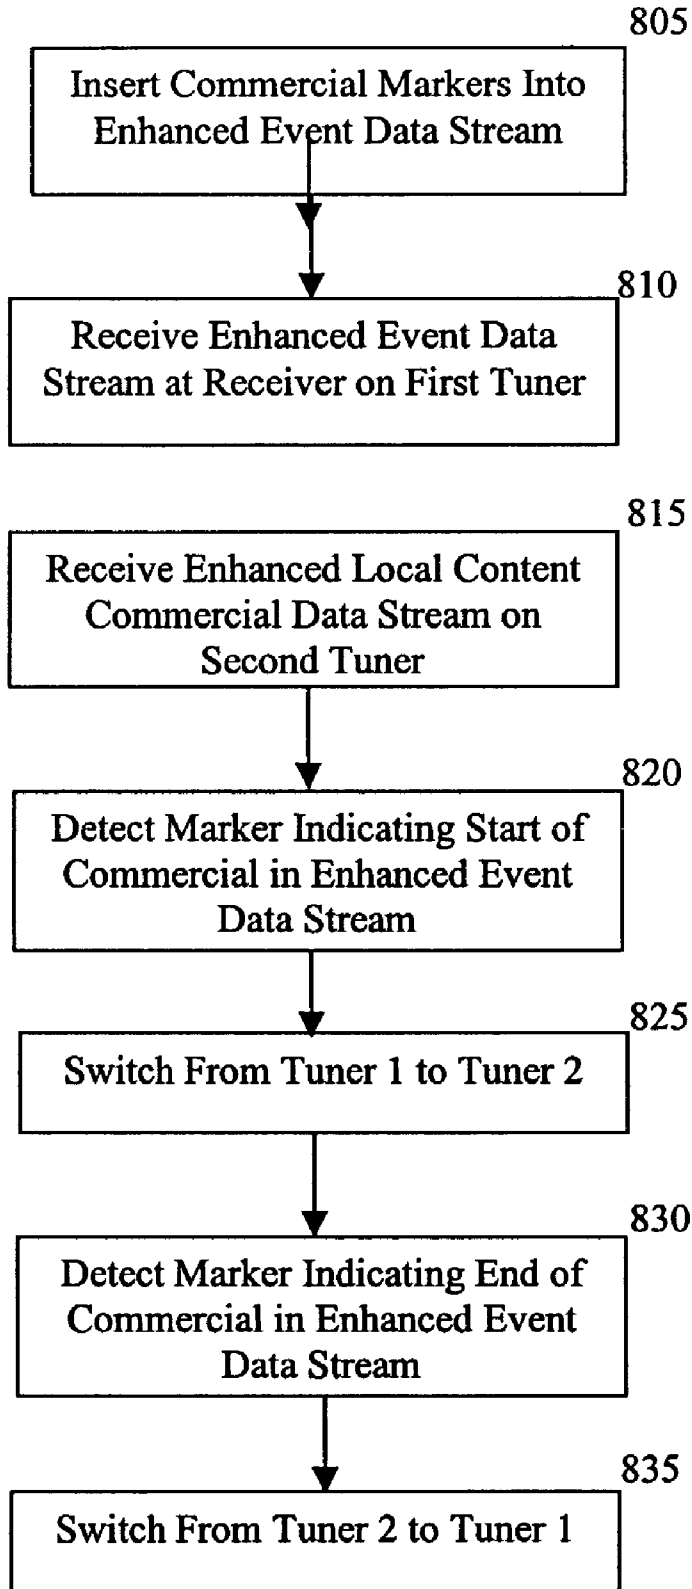 805
Insert Commercial Markers Into
Enhanced Event Data Stream
810
Receive Enhanced Event Data
Stream at Receiver on First Tuner
815
Receive Enhanced Local Content
Commercial Data Stream on
Second Tuner
820
Detect Marker Indicating Start of
Commercial in Enhanced Event
Data Stream
825
Switch From Tuner 1 to Tuner 2
830
Detect Marker Indicating End of
Commercial in Enhanced Event
Data Stream
835
Switch From Tuner 2 to Tuner 1